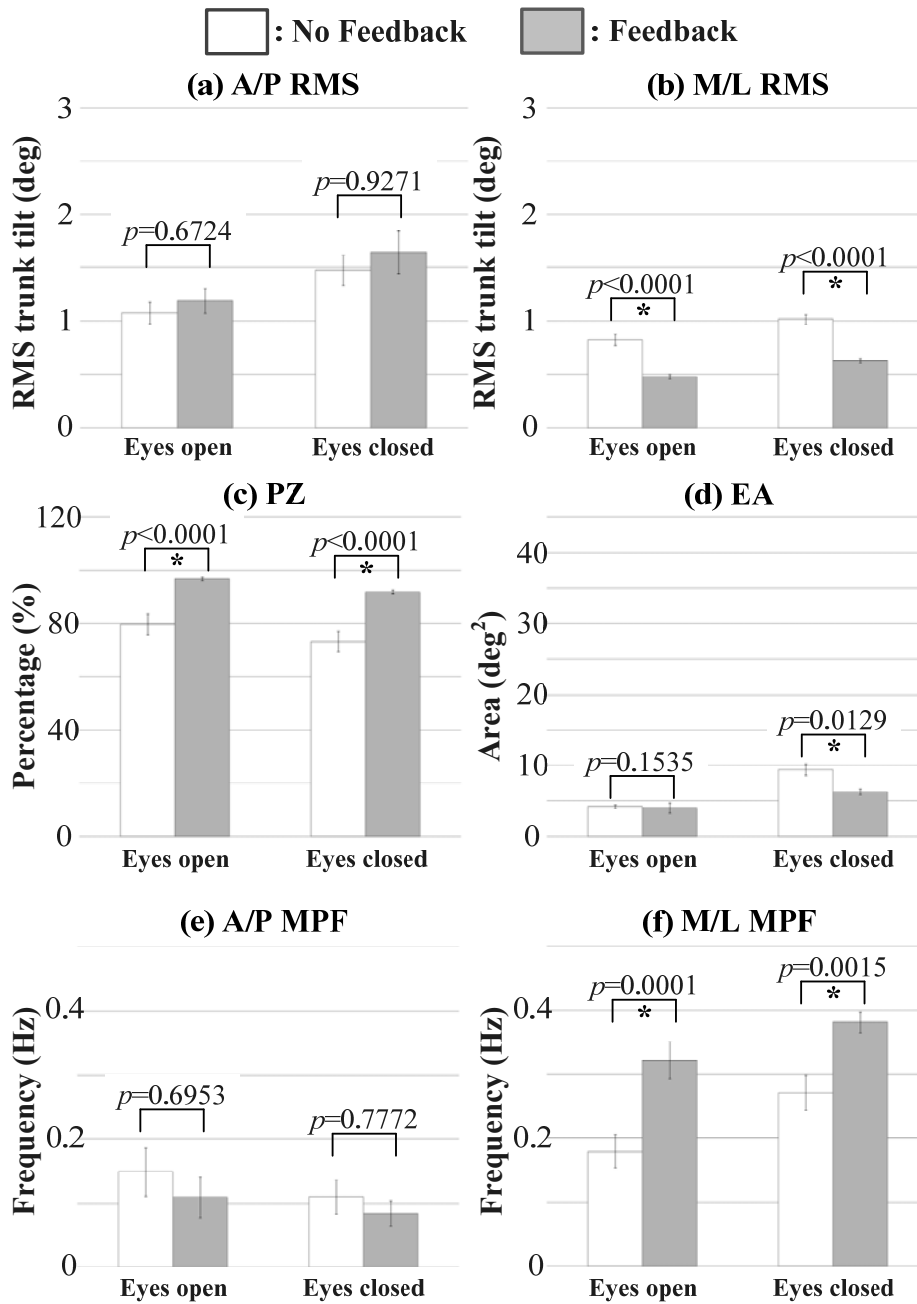 : No Feedback : Feedback
(a) A/P RMS
RMS trunk tilt (deg)
3
2
1
0
p=0.6724
p=0.9271
Eyes open Eyes closed
(b) M/L RMS
RMS trunk tilt (deg)
3
2
1
0
p<0.0001
*
p<0.0001
*
Eyes open Eyes closed
(c) PZ
Percentage (%)
120
80
40
0
p<0.0001
*
p<0.0001
*
Eyes open Eyes closed
(d) EA
Area (deg²)
40
30
20
10
0
p=0.1535
p=0.0129
*
Eyes open Eyes closed
(e) A/P MPF
Frequency (Hz)
0.4
0.2
0
p=0.6953
p=0.7772
Eyes open Eyes closed
(f) M/L MPF
Frequency (Hz)
0.4
0.2
0
p=0.0001
*
p=0.0015
*
Eyes open Eyes closed